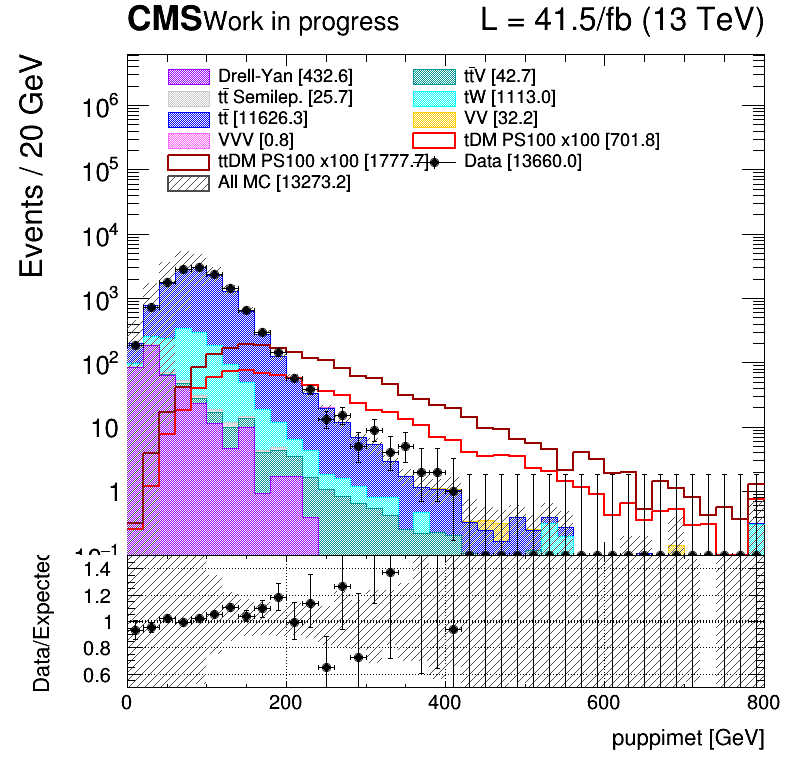 CMS Work in progress L = 41.5/fb (13 TeV)
Events / 20 GeV
Drell-Yan [432.6] tt̄V [42.7]
tt̄ Semilep. [25.7] tW [1113.0]
tt̄ [11626.3] VV [32.2]
VVV [0.8] tDM PS100 x100 [701.8]
ttDM PS100 x100 [1777.7] Data [13660.0]
All MC [13273.2]
10⁶
10⁵
10⁴
10³
10²
10
1
10⁻¹
Data/Expected
1.4
1.2
1
0.8
0.6
0 200 400 600 800
puppimet [GeV]